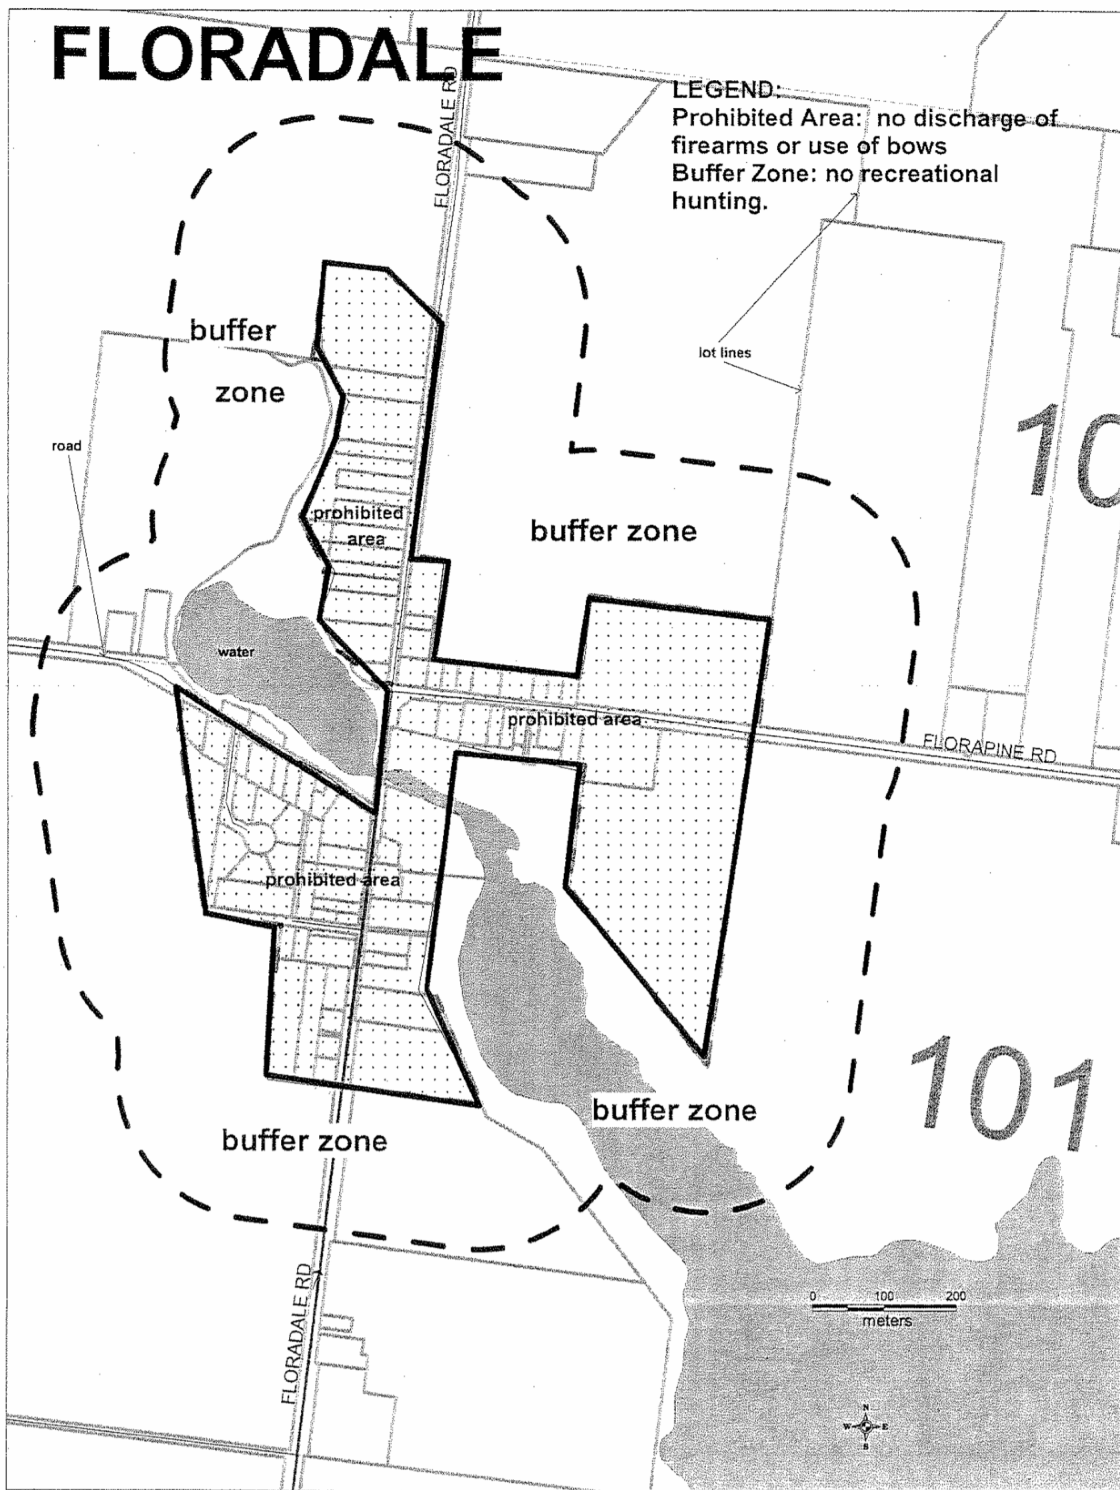 FLORADALE
FLORADALE RD
LEGEND:
Prohibited Area: no discharge of
firearms or use of bows
Buffer Zone: no recreational
hunting.
buffer
zone
lot lines
10
road
prohibited
area
buffer zone
water
prohibited area
FLORAPINE RD
prohibited area
101
buffer zone
buffer zone
FLORADALE RD
0 100 200
meters
N
W E
S